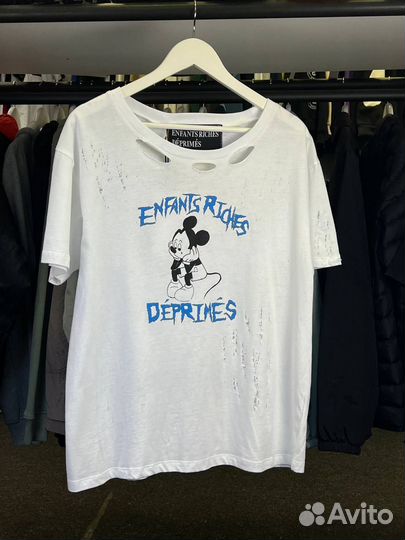 ENFANTS RICHES
DÉPRIMÉS
ENFANTS RICHES
DÉPRIMÉS
Avito